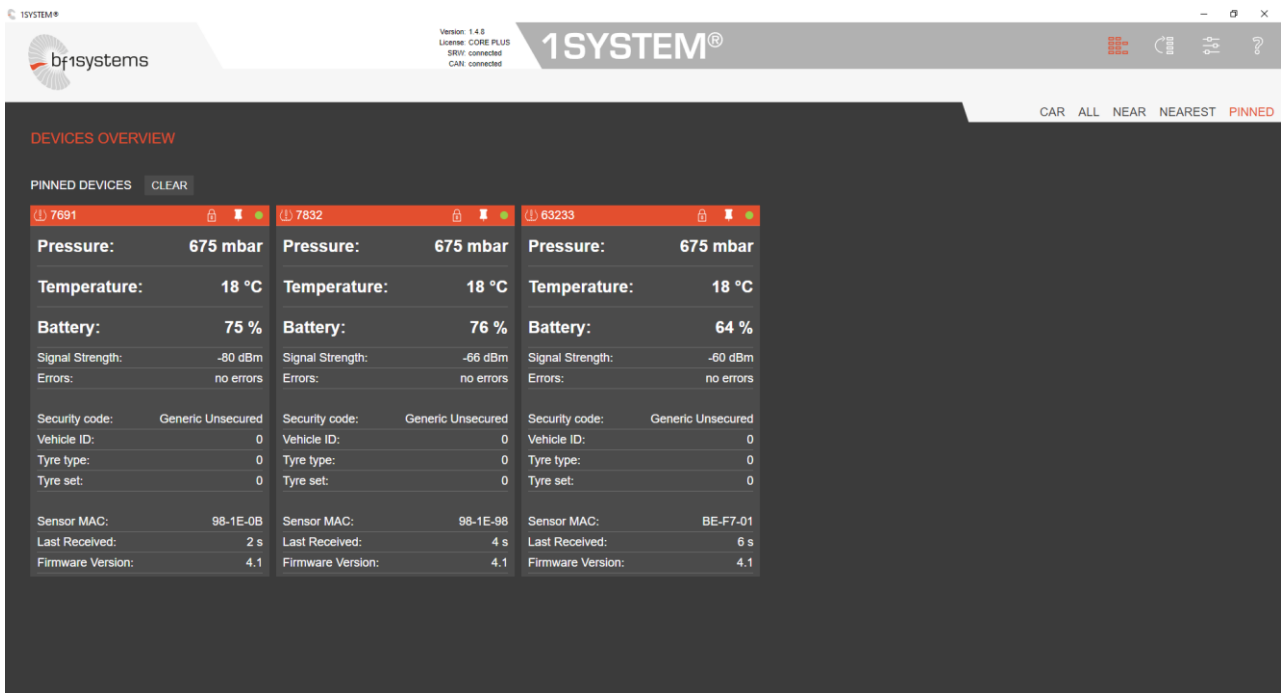 1SYSTEM®
bf1systems
Version: 1.4.8
License: CORE PLUS
SRW: connected
CAN: connected
1SYSTEM®
CAR ALL NEAR NEAREST PINNED
DEVICES OVERVIEW
PINNED DEVICES CLEAR
7691
Pressure: 675 mbar
Temperature: 18 °C
Battery: 75 %
Signal Strength: -80 dBm
Errors: no errors
Security code: Generic Unsecured
Vehicle ID: 0
Tyre type: 0
Tyre set: 0
Sensor MAC: 98-1E-0B
Last Received: 2 s
Firmware Version: 4.1
7832
Pressure: 675 mbar
Temperature: 18 °C
Battery: 76 %
Signal Strength: -66 dBm
Errors: no errors
Security code: Generic Unsecured
Vehicle ID: 0
Tyre type: 0
Tyre set: 0
Sensor MAC: 98-1E-98
Last Received: 4 s
Firmware Version: 4.1
63233
Pressure: 675 mbar
Temperature: 18 °C
Battery: 64 %
Signal Strength: -60 dBm
Errors: no errors
Security code: Generic Unsecured
Vehicle ID: 0
Tyre type: 0
Tyre set: 0
Sensor MAC: BE-F7-01
Last Received: 6 s
Firmware Version: 4.1